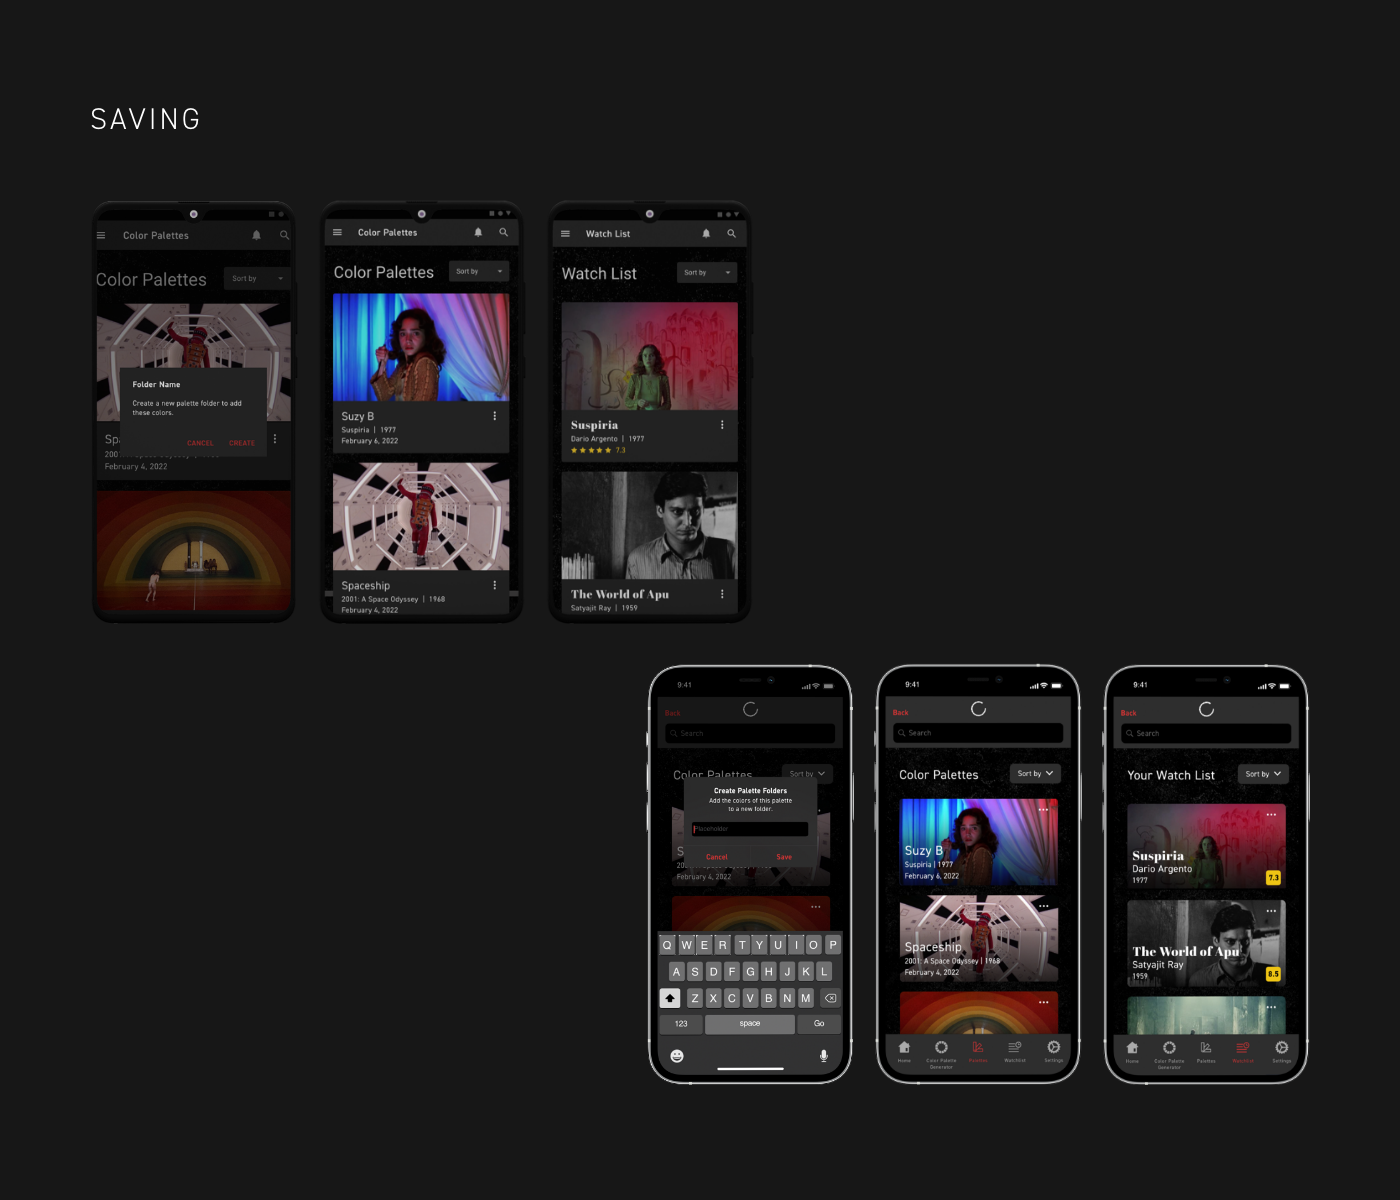 SAVING
Color Palettes
Color Palettes
Sort by
Folder Name
Create a new palette folder to add
these colors.
CANCEL CREATE
Spa
February 4, 2022
Color Palettes
Color Palettes
Sort by
Suzy B
Suspiria | 1977
February 6, 2022
Spaceship
2001: A Space Odyssey | 1968
February 4, 2022
Watch List
Watch List
Sort by
Suspiria
Dario Argento | 1977
7.3
The World of Apu
Satyajit Ray | 1959
9:41
Back
Search
Color Palettes
Sort by
Create Palette Folders
Add the colors of this palette
to a new folder.
Placeholder
Cancel Save
S
February 4, 2022
Q W E R T Y U I O P
A S D F G H J K L
Z X C V B N M
123 space Go
9:41
Back
Search
Color Palettes
Sort by
Suzy B
Suspiria | 1977
February 6, 2022
Spaceship
2001: A Space Odyssey | 1968
February 4, 2022
Home
Color Palette
Generator
Palettes
Watchlist
Settings
9:41
Back
Search
Your Watch List
Sort by
Suspiria
Dario Argento
1977
7.3
The World of Apu
Satyajit Ray
1959
8.5
Home
Color Palette
Generator
Palettes
Watchlist
Settings